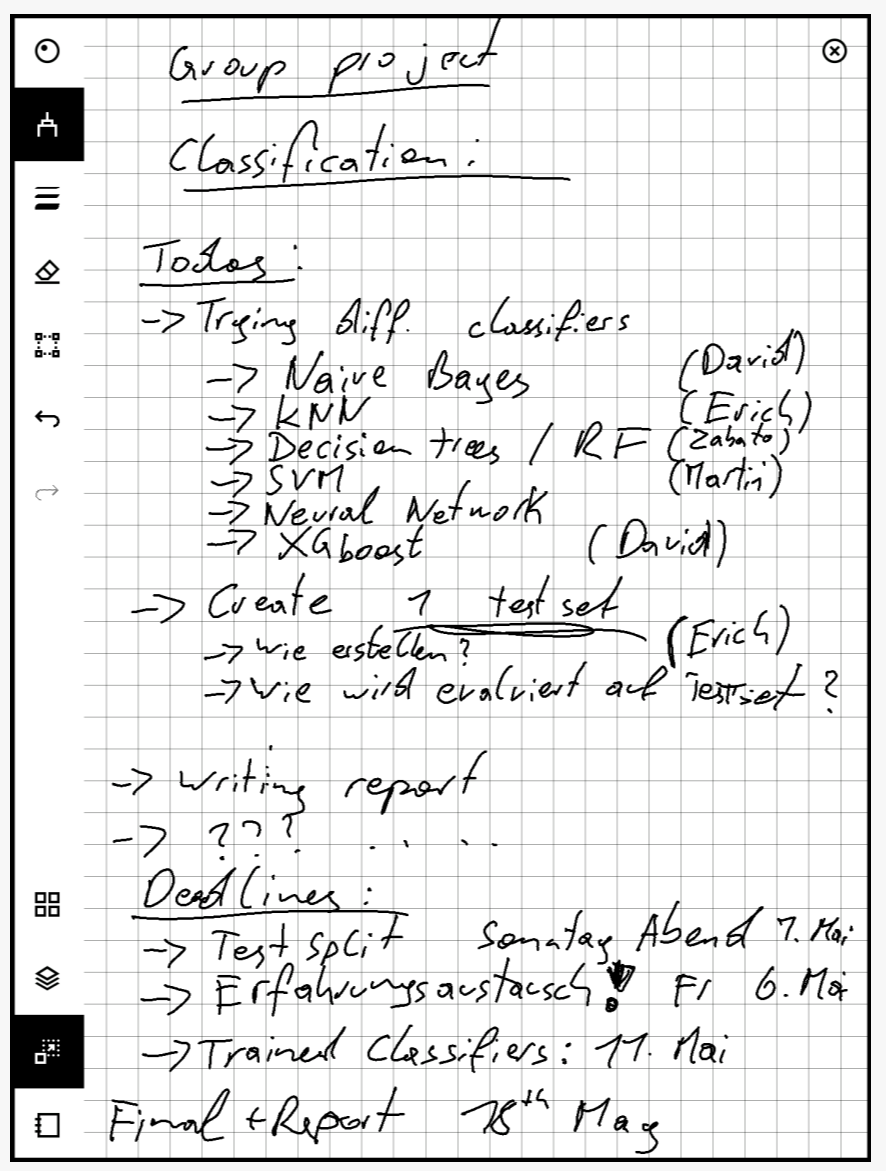 Group project
Classification:
Todos:
-> Trying diff. classifiers
-> Naive Bayes (David)
-> KNN (Erich)
-> Decision trees / RF (Zabato)
-> SVM (Martin)
-> Neural Network
-> XGboost (David)
-> Create 1 test set
-> wie erstellen? (Erich)
-> wie wird evaluiert auf Testset?
-> Writing report
-> ??? . . . .
Deadlines:
-> Test Split Sonntag Abend 1. Mai
-> Erfahrungsaustausch! Fr 6. Mai
-> Trained Classifiers: 11. Mai
Final + Report 18th May